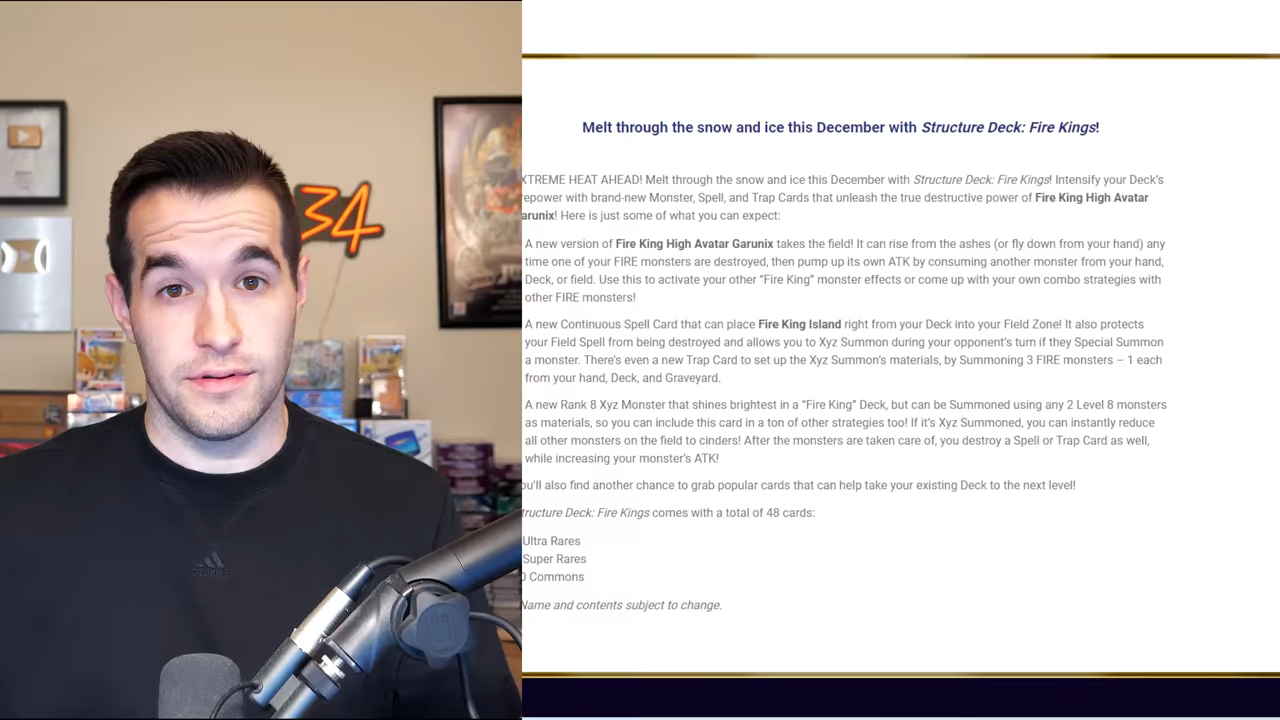 34
Melt through the snow and ice this December with Structure Deck: Fire Kings!
XTREME HEAT AHEAD! Melt through the snow and ice this December with Structure Deck: Fire Kings! Intensify your Deck's
repower with brand-new Monster, Spell, and Trap Cards that unleash the true destructive power of Fire King High Avatar
arunix! Here is just some of what you can expect:
A new version of Fire King High Avatar Garunix takes the field! It can rise from the ashes (or fly down from your hand) any
time one of your FIRE monsters are destroyed, then pump up its own ATK by consuming another monster from your hand,
Deck, or field. Use this to activate your other “Fire King” monster effects or come up with your own combo strategies with
other FIRE monsters!
A new Continuous Spell Card that can place Fire King Island right from your Deck into your Field Zone! It also protects
your Field Spell from being destroyed and allows you to Xyz Summon during your opponent's turn if they Special Summon
a monster. There's even a new Trap Card to set up the Xyz Summon's materials, by Summoning 3 FIRE monsters – 1 each
from your hand, Deck, and Graveyard.
A new Rank 8 Xyz Monster that shines brightest in a “Fire King” Deck, but can be Summoned using any 2 Level 8 monsters
as materials, so you can include this card in a ton of other strategies too! If it's Xyz Summoned, you can instantly reduce
all other monsters on the field to cinders! After the monsters are taken care of, you destroy a Spell or Trap Card as well,
while increasing your monster's ATK!
ou'll also find another chance to grab popular cards that can help take your existing Deck to the next level!
tructure Deck: Fire Kings comes with a total of 48 cards:
Ultra Rares
Super Rares
0 Commons
Name and contents subject to change.